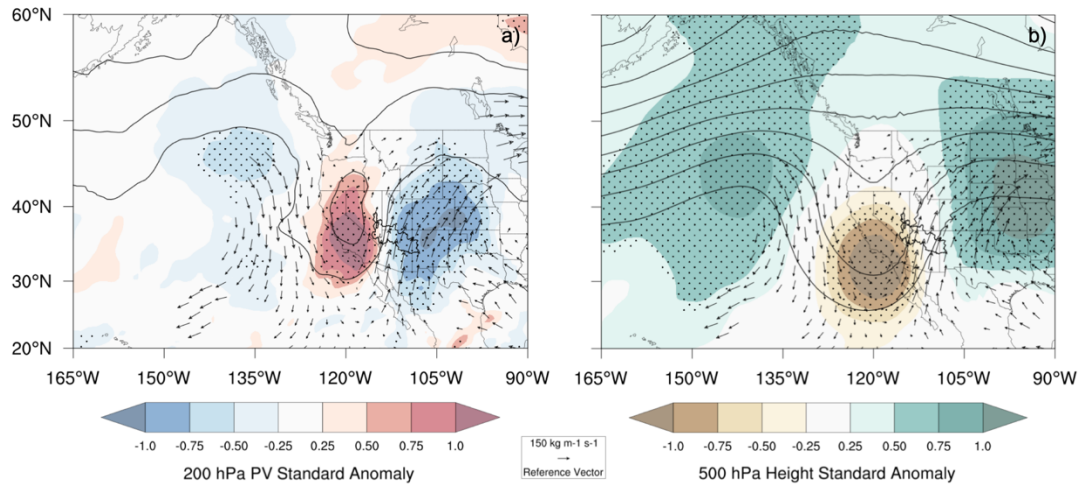 60°N
50°N
40°N
30°N
20°N
a)
165°W 150°W 135°W 120°W 105°W 90°W
b)
165°W 150°W 135°W 120°W 105°W 90°W
-1.0 -0.75 -0.50 -0.25 0.25 0.50 0.75 1.0
200 hPa PV Standard Anomaly
150 kg m-1 s-1
Reference Vector
-1.0 -0.75 -0.50 -0.25 0.25 0.50 0.75 1.0
500 hPa Height Standard Anomaly